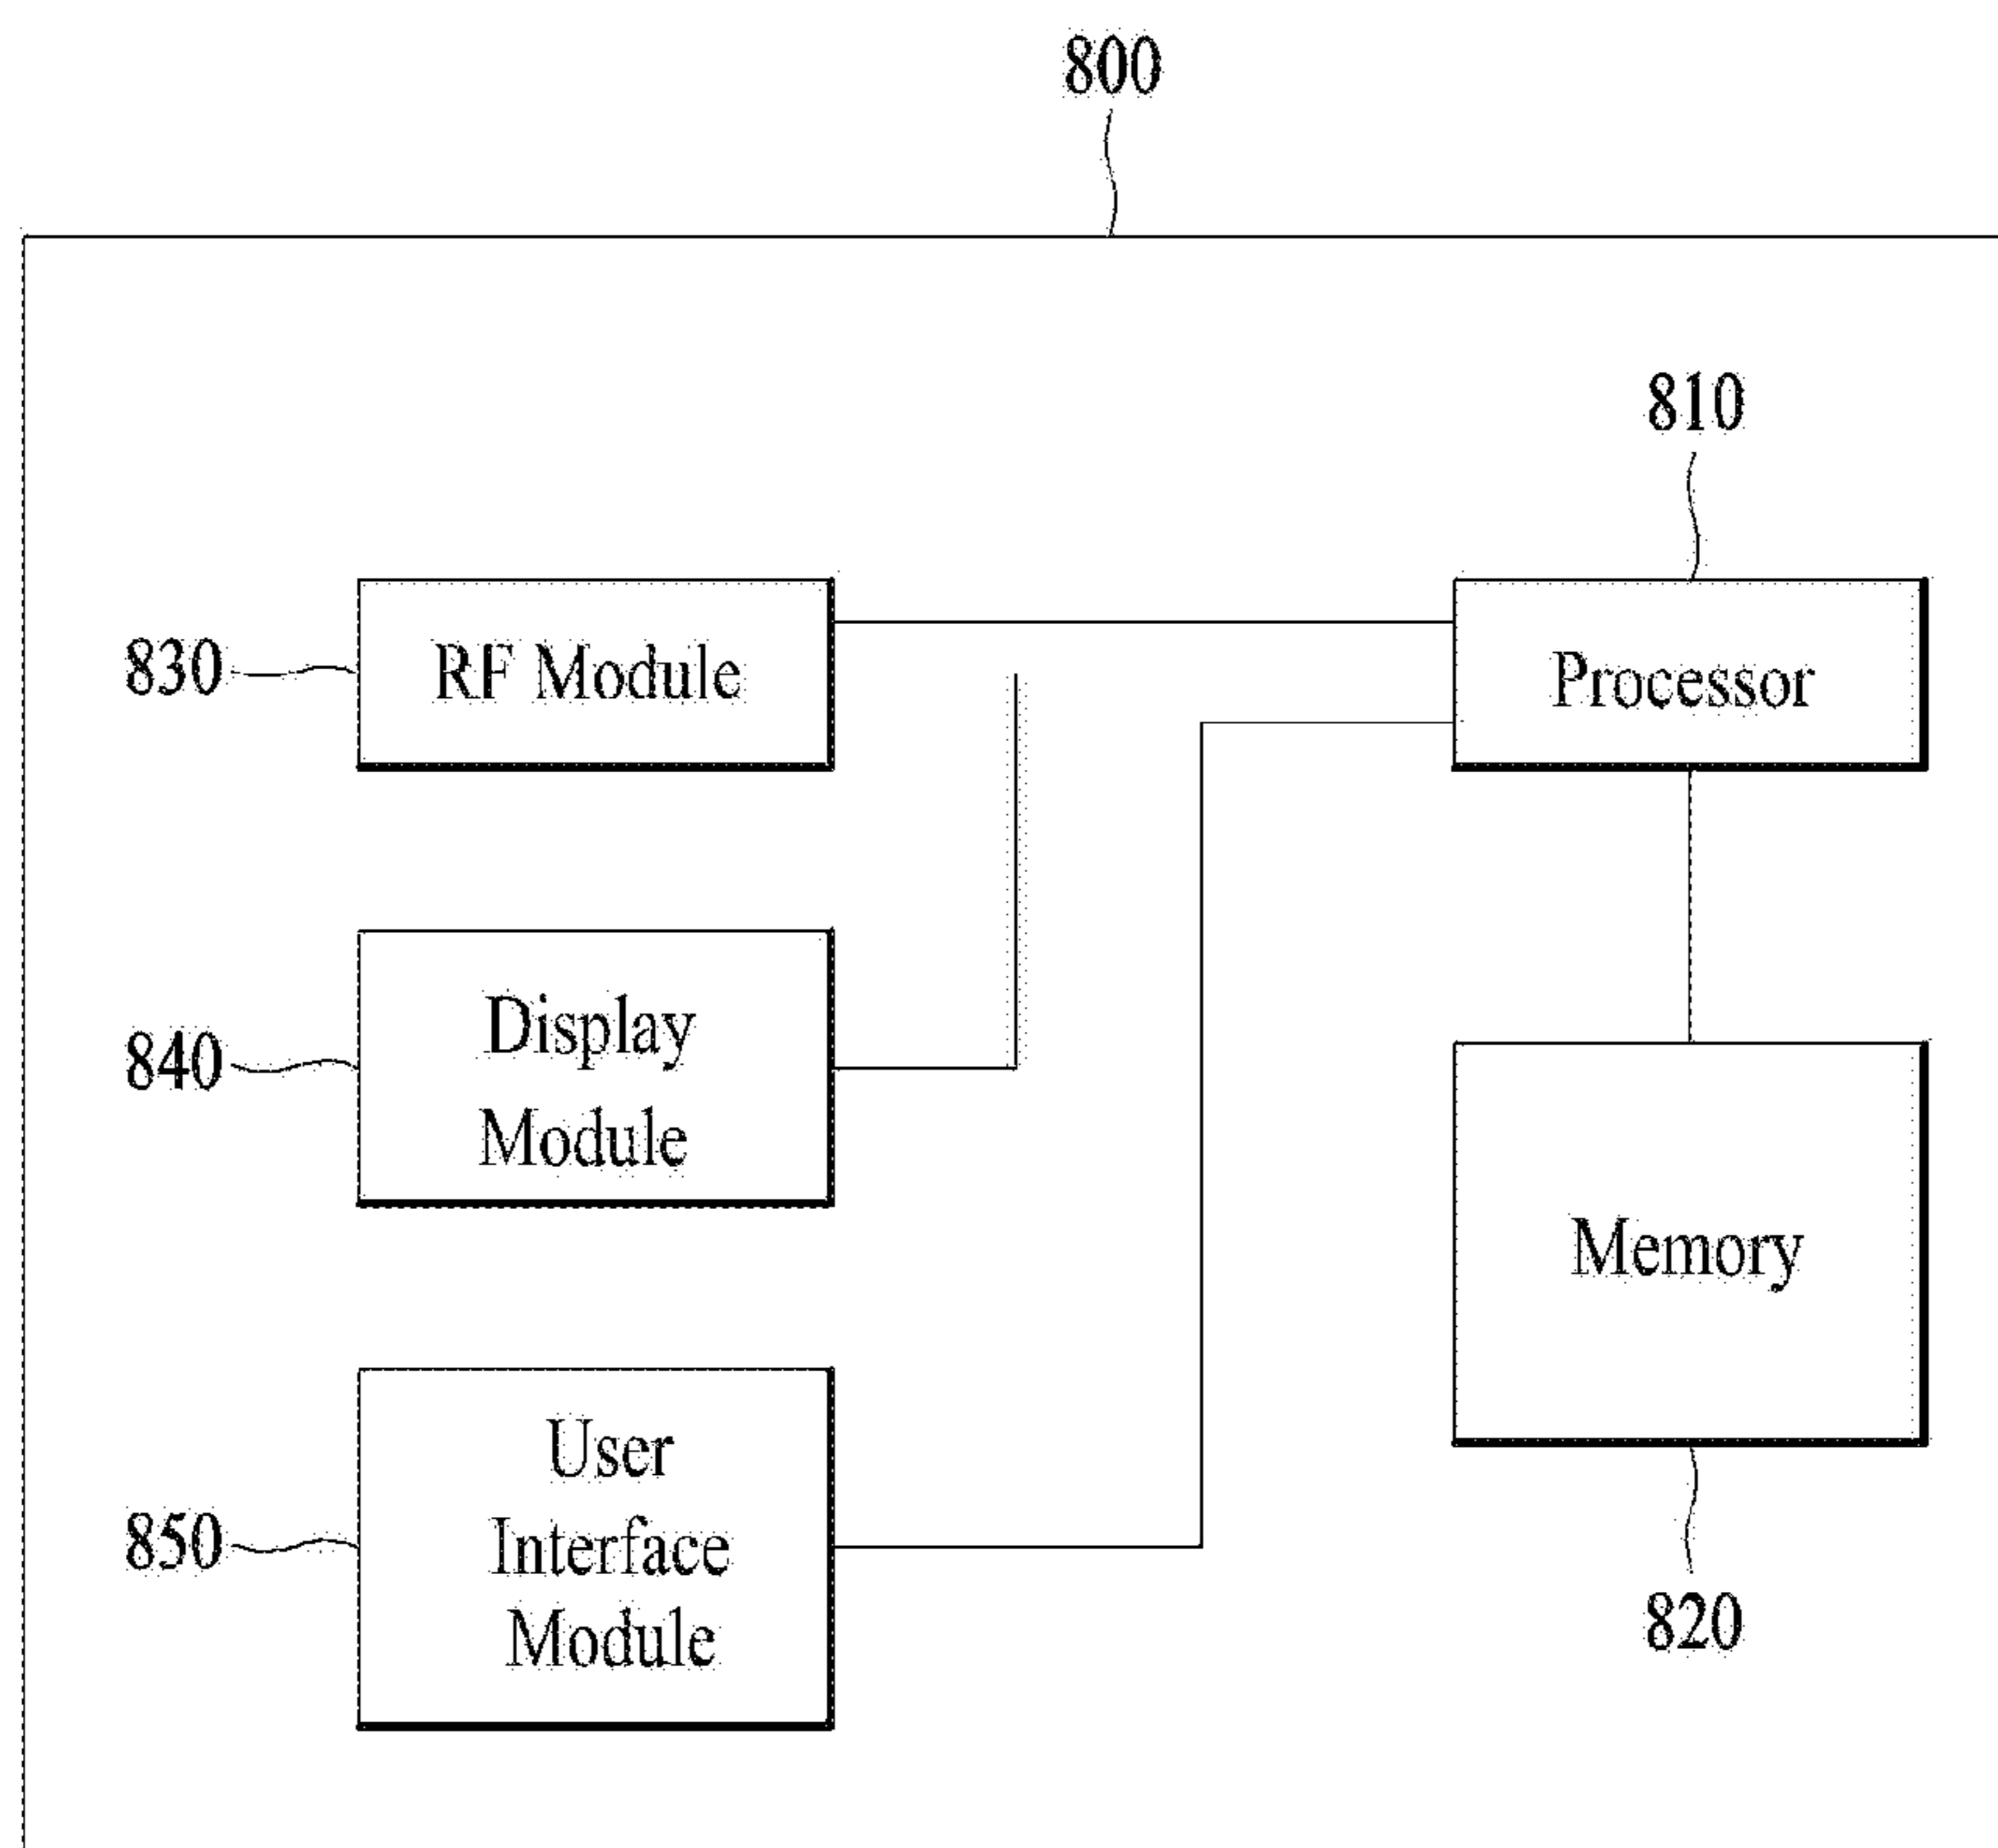 800
810
830
RF Module
Processor
840
Display
Module
Memory
850
User
Interface
Module
820